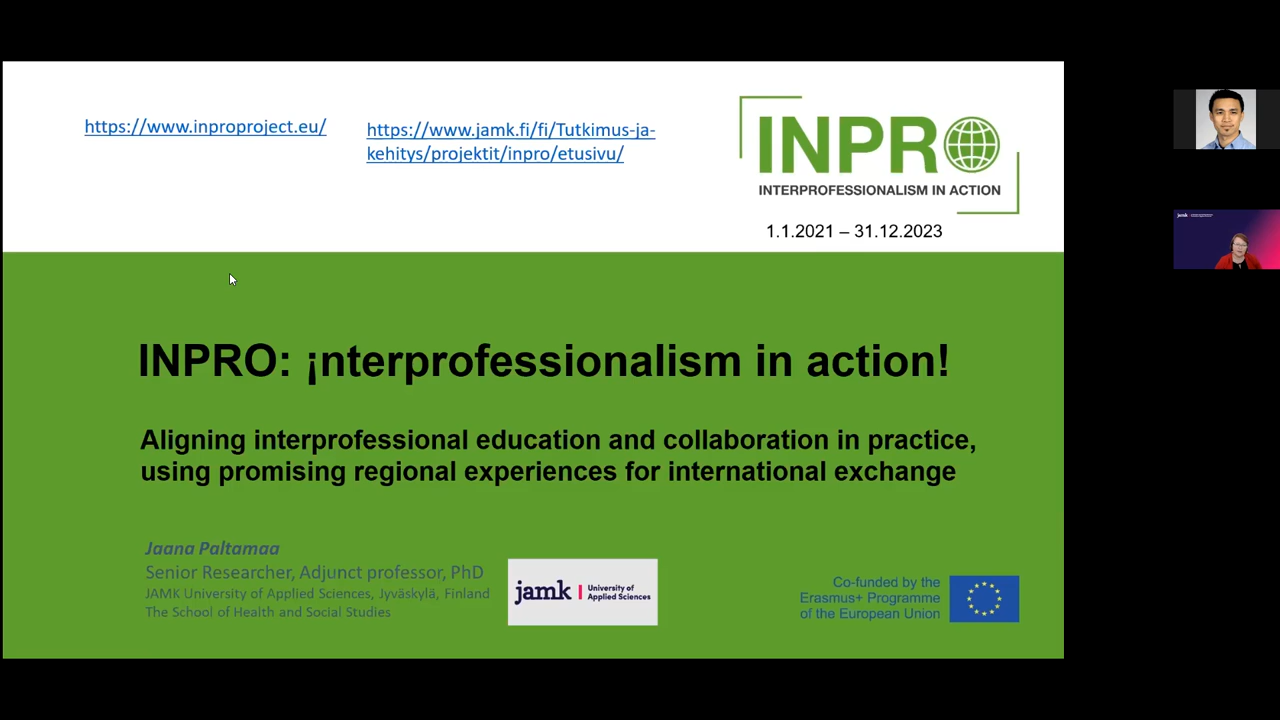 https://www.inproproject.eu/
https://www.jamk.fi/fi/Tutkimus-ja-
kehitys/projektit/inpro/etusivu/
INPRO
INTERPROFESSIONALISM IN ACTION
1.1.2021 – 31.12.2023
INPRO: ¡nterprofessionalism in action!
Aligning interprofessional education and collaboration in practice,
using promising regional experiences for international exchange
Jaana Paltamaa
Senior Researcher, Adjunct professor, PhD
JAMK University of Applied Sciences, Jyväskylä, Finland
The School of Health and Social Studies
jamk | University of
Applied Sciences
Co-funded by the
Erasmus+ Programme
of the European Union
jamk